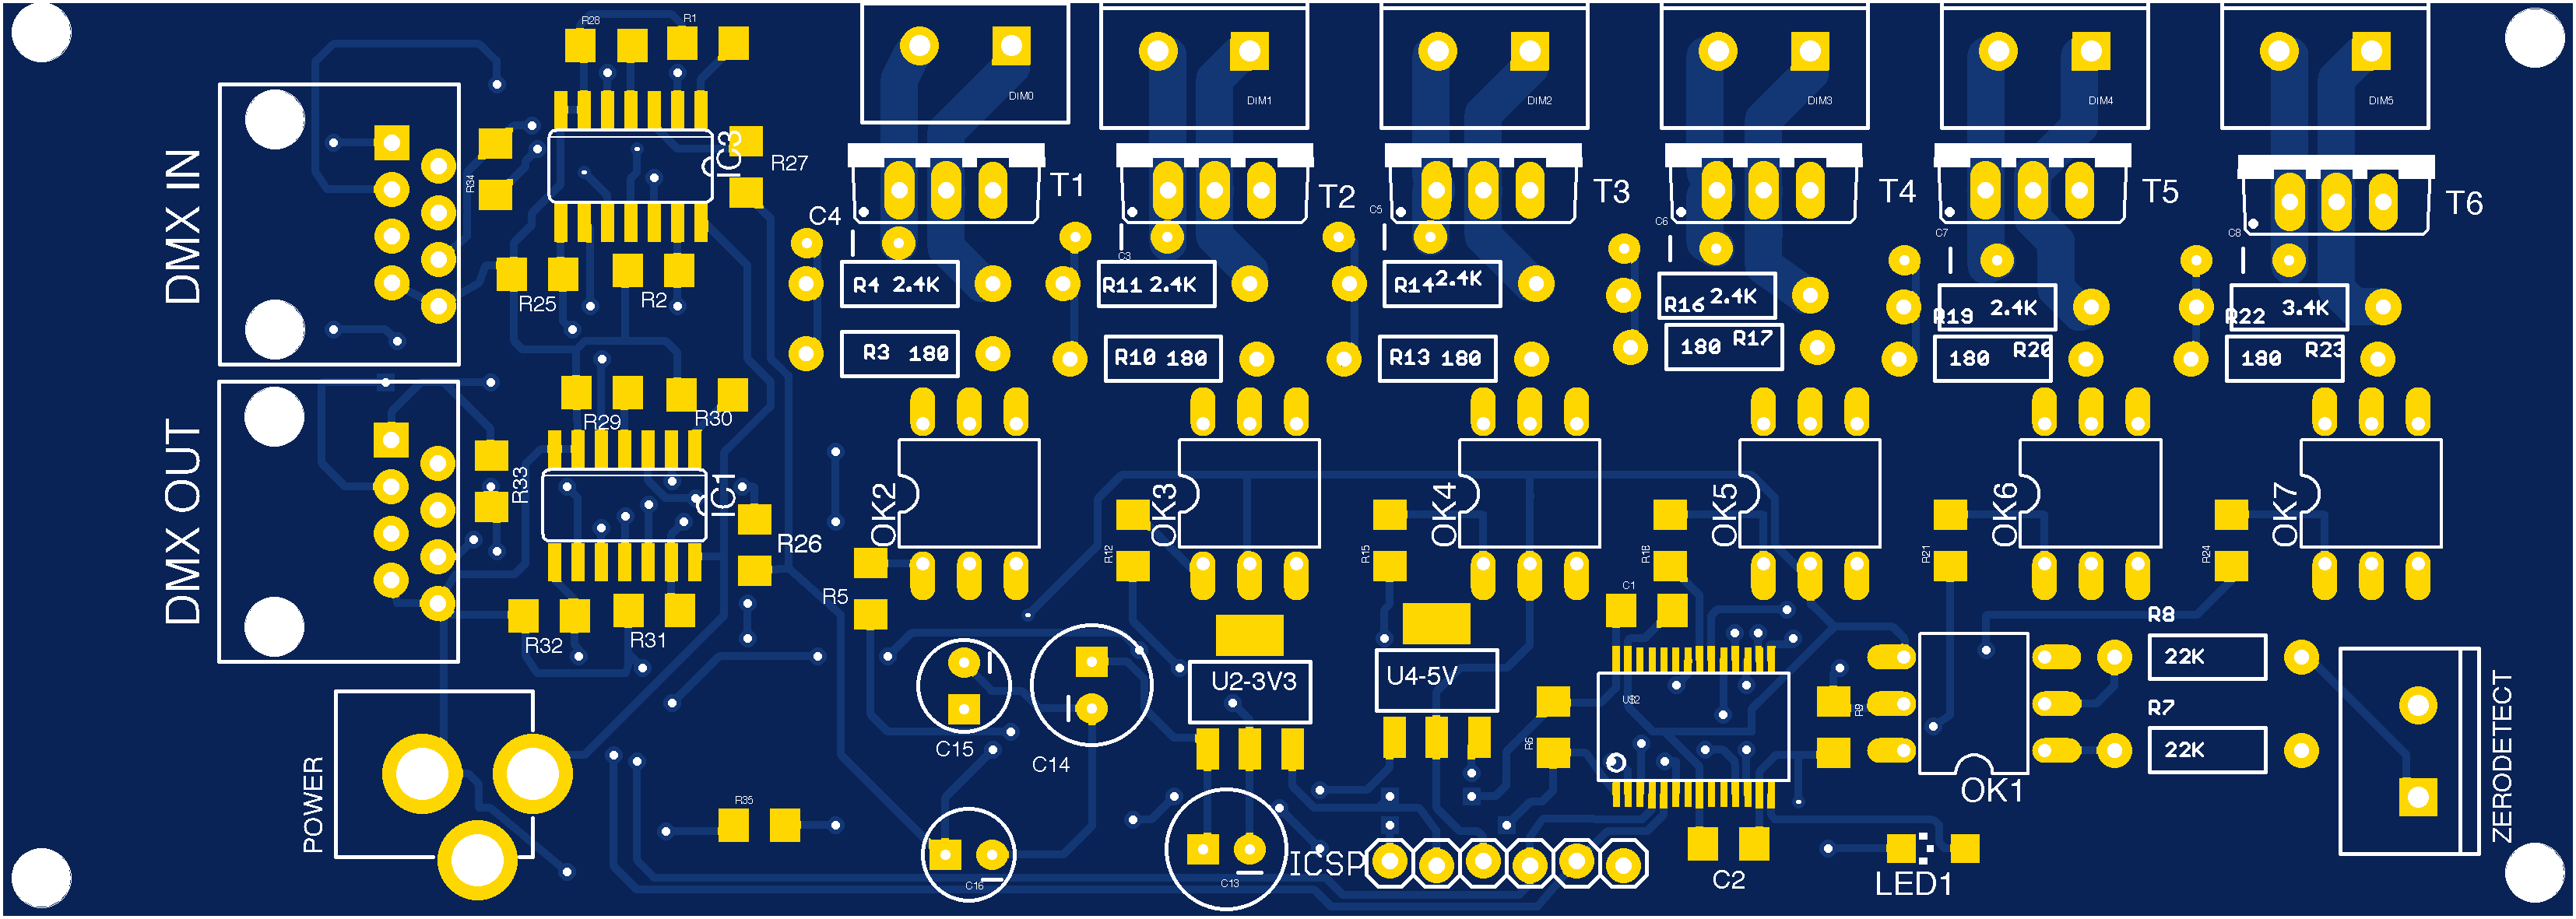 R28
R1
DIM0
DIM1
DIM2
DIM3
DIM4
DIM5
DMX IN
R34
IC3
R27
T1
T2
T3
T4
T5
T6
C4
C3
C5
C6
C7
C8
R25
R2
R4 2.4K
R11 2.4K
R14 2.4K
R16 2.4K
R19 2.4K
R22 3.4K
R3 180
R10 180
R13 180
180 R17
180 R20
180 R23
DMX OUT
R29
R30
R33
IC1
R26
OK2
OK3
OK4
OK5
OK6
OK7
R12
R15
R18
R21
R24
R5
C1
R32
R31
R8
22K
U2-3V3
U4-5V
U$2
R9
R7
22K
R6
C15
C14
POWER
OK1
ZERODETECT
R35
C16
C13
ICSP
C2
LED1